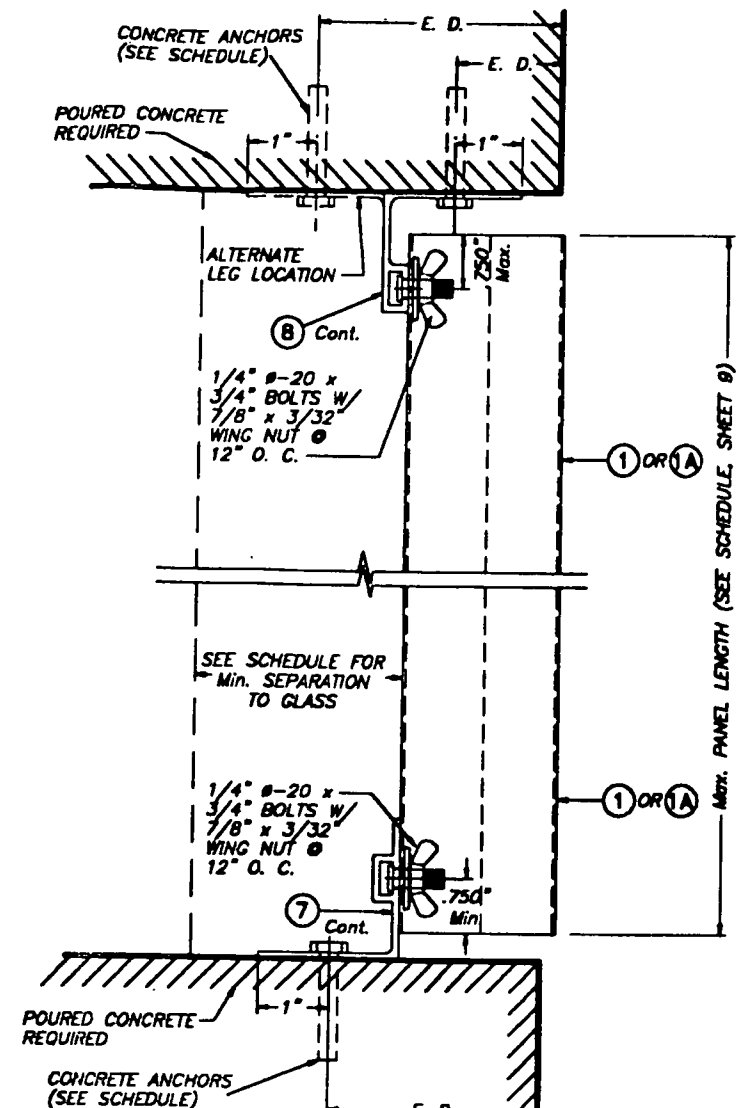 CONCRETE ANCHORS
(SEE SCHEDULE)
E. D.
E. D.
POURED CONCRETE
REQUIRED
1"
1"
ALTERNATE
LEG LOCATION
.750"
Max.
8 Cont.
1/4" ø-20 x
3/4" BOLTS W/
7/8" x 3/32"
WING NUT @
12" O. C.
1 OR 1A
Max. PANEL LENGTH (SEE SCHEDULE, SHEET 9)
SEE SCHEDULE FOR
Min. SEPARATION
TO GLASS
1/4" ø-20 x
3/4" BOLTS W/
7/8" x 3/32"
WING NUT @
12" O. C.
1 OR 1A
.750"
Min
7
Cont.
1"
POURED CONCRETE
REQUIRED
CONCRETE ANCHORS
(SEE SCHEDULE)